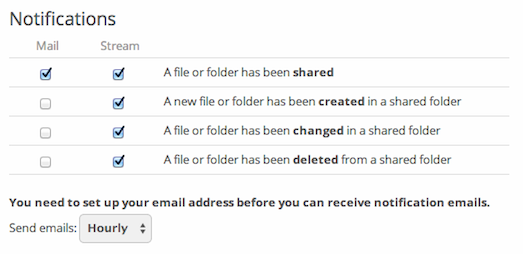 Notifications
Mail Stream
A file or folder has been shared
A new file or folder has been created in a shared folder
A file or folder has been changed in a shared folder
A file or folder has been deleted from a shared folder
You need to set up your email address before you can receive notification emails.
Send emails: Hourly